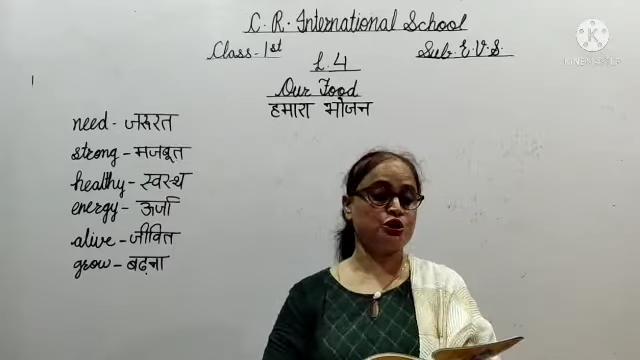 C. R. International School
Class-1st Sub. E.V.S.
L.4
Our Food
हमारा भोजन
need - जरूरत
strong - मजबूत
healthy - स्वस्थ
energy - ऊर्जा
alive - जीवित
grow - बढ़ना
KINEMASTER